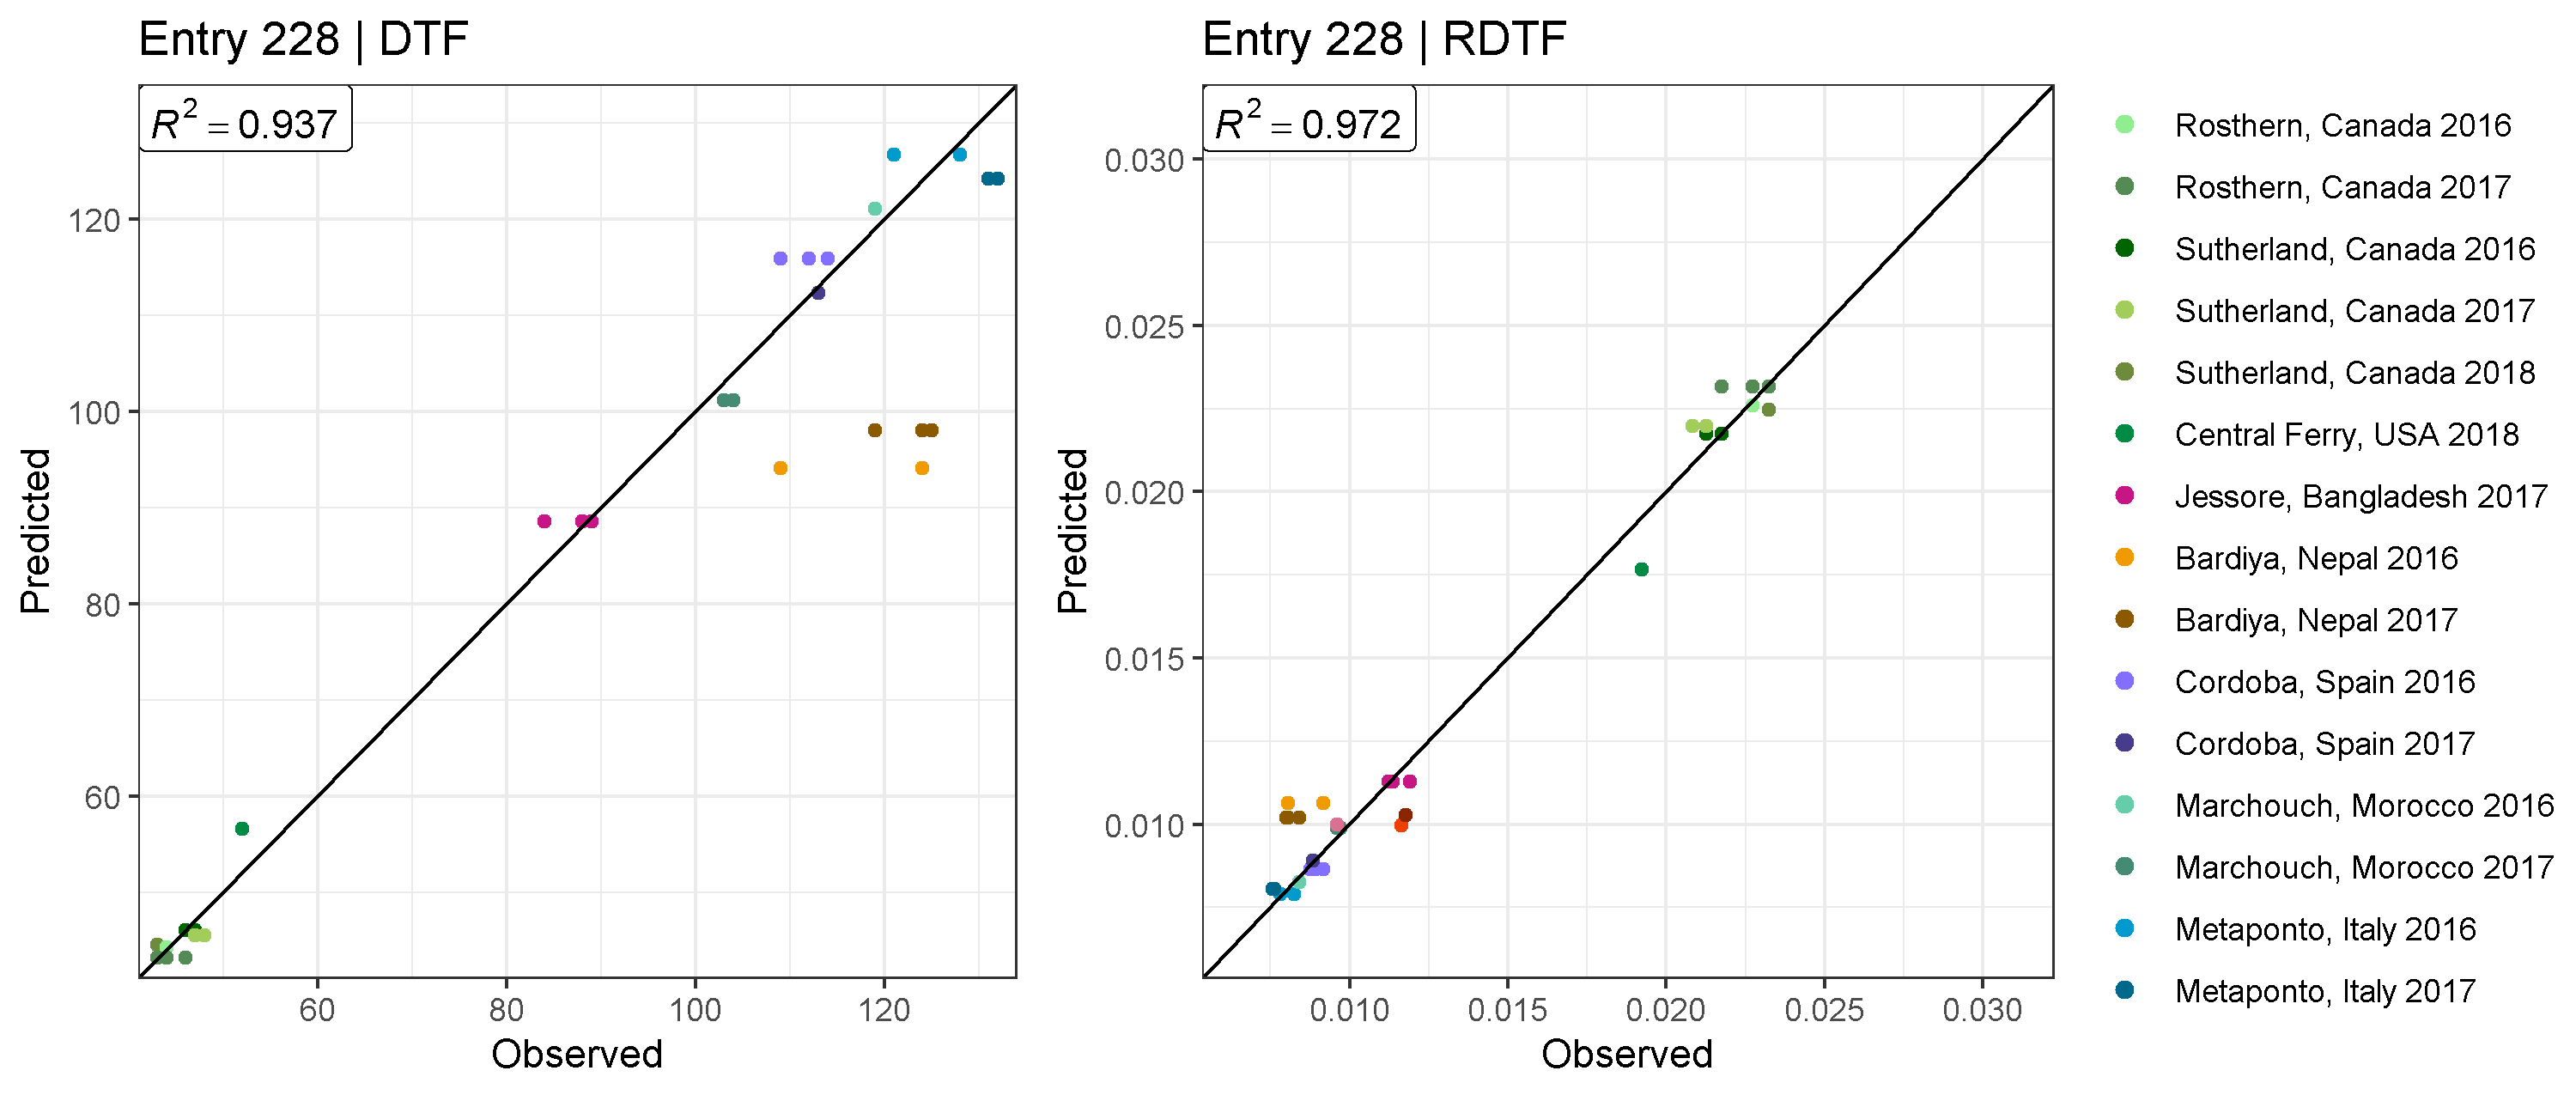 Entry 228 | DTF
R² = 0.937
120
100
80
60
60 80 100 120
Observed
Predicted
Entry 228 | RDTF
R² = 0.972
0.030
0.025
0.020
0.015
0.010
0.010 0.015 0.020 0.025 0.030
Observed
Predicted
Rosthern, Canada 2016
Rosthern, Canada 2017
Sutherland, Canada 2016
Sutherland, Canada 2017
Sutherland, Canada 2018
Central Ferry, USA 2018
Jessore, Bangladesh 2017
Bardiya, Nepal 2016
Bardiya, Nepal 2017
Cordoba, Spain 2016
Cordoba, Spain 2017
Marchouch, Morocco 2016
Marchouch, Morocco 2017
Metaponto, Italy 2016
Metaponto, Italy 2017